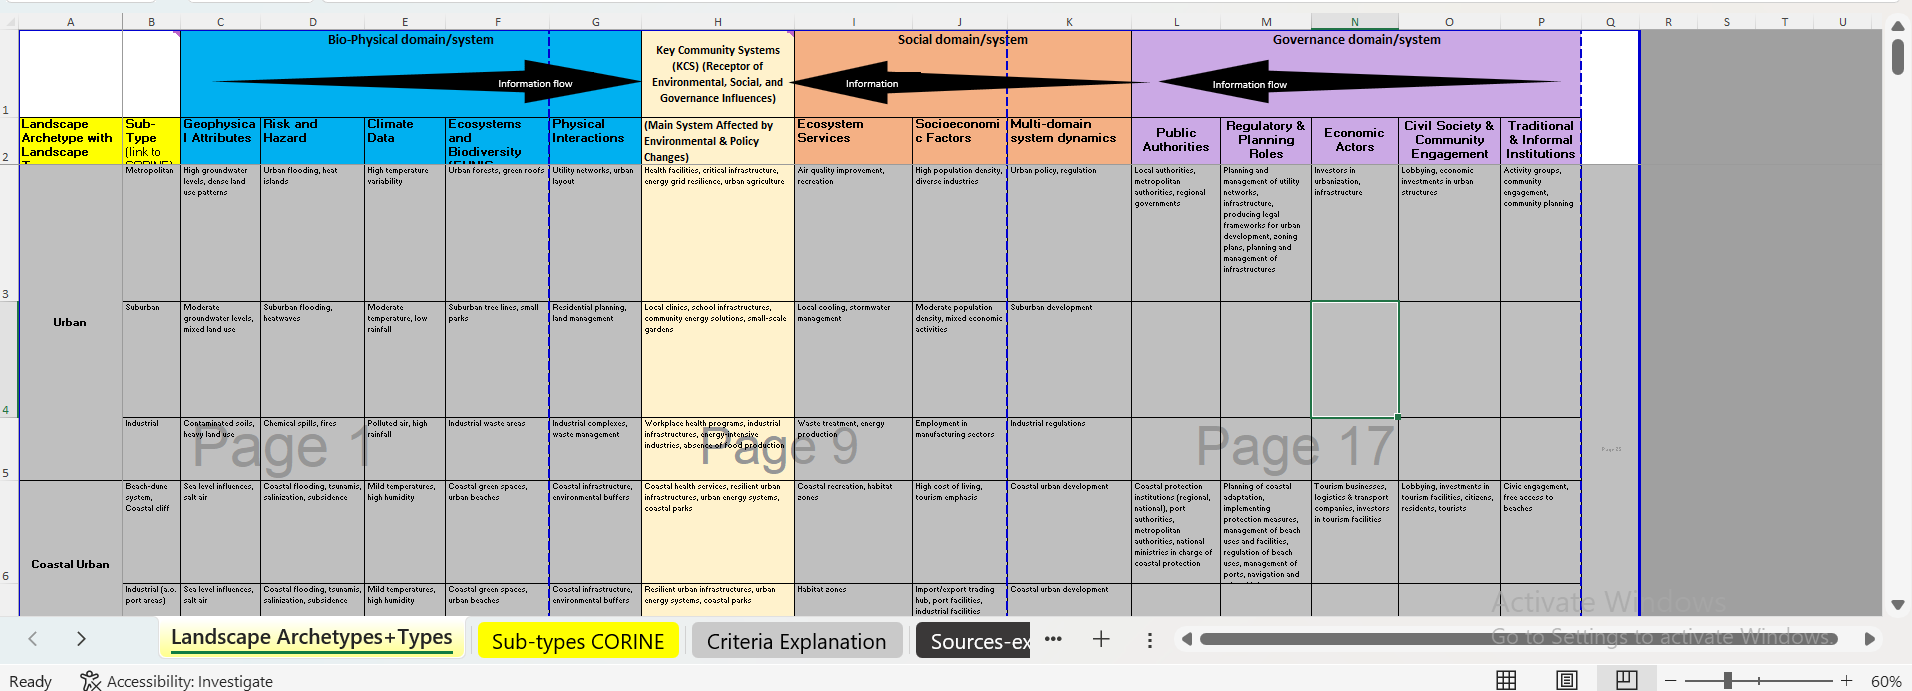 A B C D E F G H I J K L M N O P Q R S T U
Bio-Physical domain/system
Information flow
Key Community Systems
(KCS) (Receptor of
Environmental, Social, and
Governance Influences)
Social domain/system
Information
Governance domain/system
Information flow
1
Landscape
Archetype with
Landscape
Sub-
Type
(link to
Geophysica
l Attributes
Risk and
Hazard
Climate
Data
Ecosystems
and
Biodiversity
Physical
Interactions
(Main System Affected by
Environmental & Policy
Changes)
Ecosystem
Services
Socioeconomi
c Factors
Multi-domain
system dynamics
Public
Authorities
Regulatory &
Planning
Roles
Economic
Actors
Civil Society &
Community
Engagement
Traditional
& Informal
Institutions
2
Urban
Metropolitan
High groundwater
levels, dense land
use patterns
Urban flooding, heat
islands
High temperature
variability
Urban forests, green roofs
Utility networks, urban
layout
Health facilities, critical infrastructure,
energy grid resilience, urban agriculture
Air quality improvement,
recreation
High population density,
diverse industries
Urban policy, regulation
Local authorities,
metropolitan
authorities, regional
governments
Planning and
management of utility
networks,
infrastructure,
producing legal
frameworks for urban
development, zoning
plans, planning and
management of
infrastructures
Investors in
urbanization,
infrastructure
Lobbying, economic
investments in urban
structures
Activity groups,
community
engagement,
community planning
3
Suburban
Moderate
groundwater levels,
mixed land use
Suburban flooding,
heatwaves
Moderate
temperature, low
rainfall
Suburban tree lines, small
parks
Residential planning,
land management
Local clinics, school infrastructures,
community energy solutions, small-scale
gardens
Local cooling, stormwater
management
Moderate population
density, mixed economic
activities
Suburban development
4
Industrial
Contaminated soils,
heavy land use
Chemical spills, fires
Polluted air, high
rainfall
Industrial waste areas
Industrial complexes,
waste management
Workplace health programs, industrial
infrastructures, energy-intensive
industries, absence of food production
Waste treatment, energy
production
Employment in
manufacturing sectors
Industrial regulations
Page 1
Page 9
Page 17
5
Coastal Urban
Beach-dune
system,
Coastal cliff
Sea level influences,
salt air
Coastal flooding, tsunamis,
salinization, subsidence
Mild temperatures,
high humidity
Coastal green spaces,
urban beaches
Coastal infrastructure,
environmental buffers
Coastal health services, resilient urban
infrastructures, urban energy systems,
coastal parks
Coastal recreation, habitat
zones
High cost of living,
tourism emphasis
Coastal urban development
Coastal protection
institutions (regional,
national), port
authorities,
metropolitan
authorities, national
ministries in charge of
coastal protection
Planning of coastal
adaptation,
implementing
protection measures,
management of beach
uses and facilities,
regulation of beach
uses, management of
ports, navigation and
Tourism businesses,
logistics & transport
companies, investors
in tourism facilities
Lobbying, investments in
tourism facilities, citizens,
residents, tourists
Civic engagement,
free access to
beaches
6
Industrial (a.o.
port areas)
Sea level influences,
salt air
Coastal flooding, tsunamis,
salinization, subsidence
Mild temperatures,
high humidity
Coastal green spaces,
urban beaches
Coastal infrastructure,
environmental buffers
Resilient urban infrastructures, urban
energy systems, coastal parks
Habitat zones
Import/export trading
hub, port facilities,
industrial facilities
Coastal urban development
Activate Windows
Go to Settings to activate Windows.
Landscape Archetypes+Types
Sub-types CORINE
Criteria Explanation
Sources-ex
Ready
Accessibility: Investigate
60%